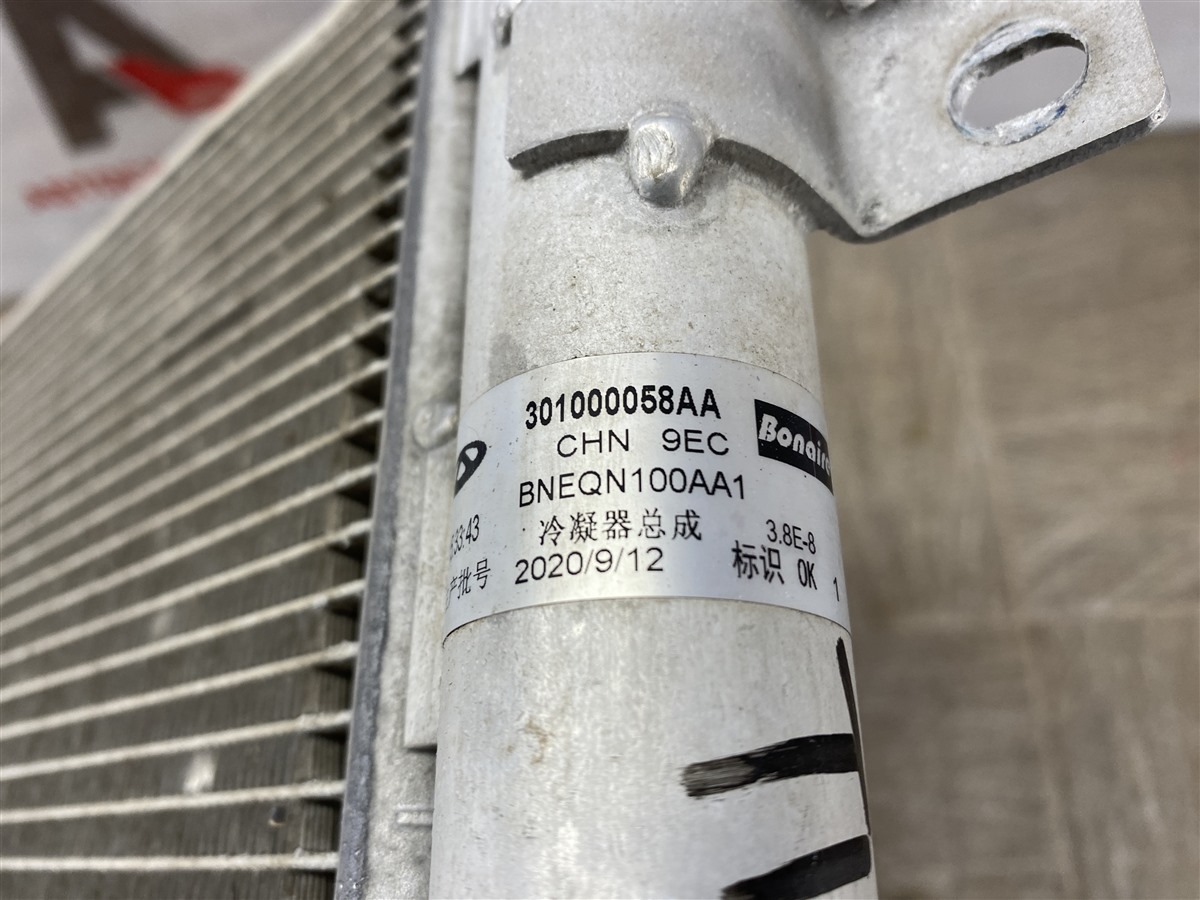 301000058AA
CHN 9EC
Bonaire
BNEQN100AA1
:33:43 冷凝器总成 3.8E-8
产批号 2020/9/12 标识 OK 1